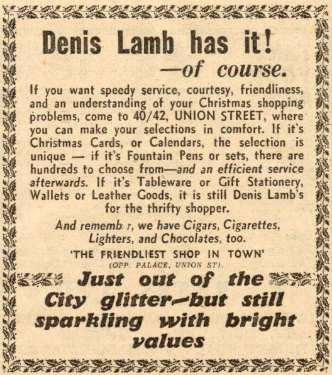 Denis Lamb has it!
—of course.
If you want speedy service, courtesy, friendliness,
and an understanding of your Christmas shopping
problems, come to 40/42, UNION STREET, where
you can make your selections in comfort. If it's
Christmas Cards, or Calendars, the selection is
unique — if it's Fountain Pens or sets, there are
hundreds to choose from—and an efficient service
afterwards. If it's Tableware or Gift Stationery,
Wallets or Leather Goods, it is still Denis Lamb's
for the thrifty shopper.
And remember, we have Cigars, Cigarettes,
Lighters, and Chocolates, too.
'THE FRIENDLIEST SHOP IN TOWN'
(OPP. PALACE, UNION ST).
Just out of the
City glitter—but still
sparkling with bright
values